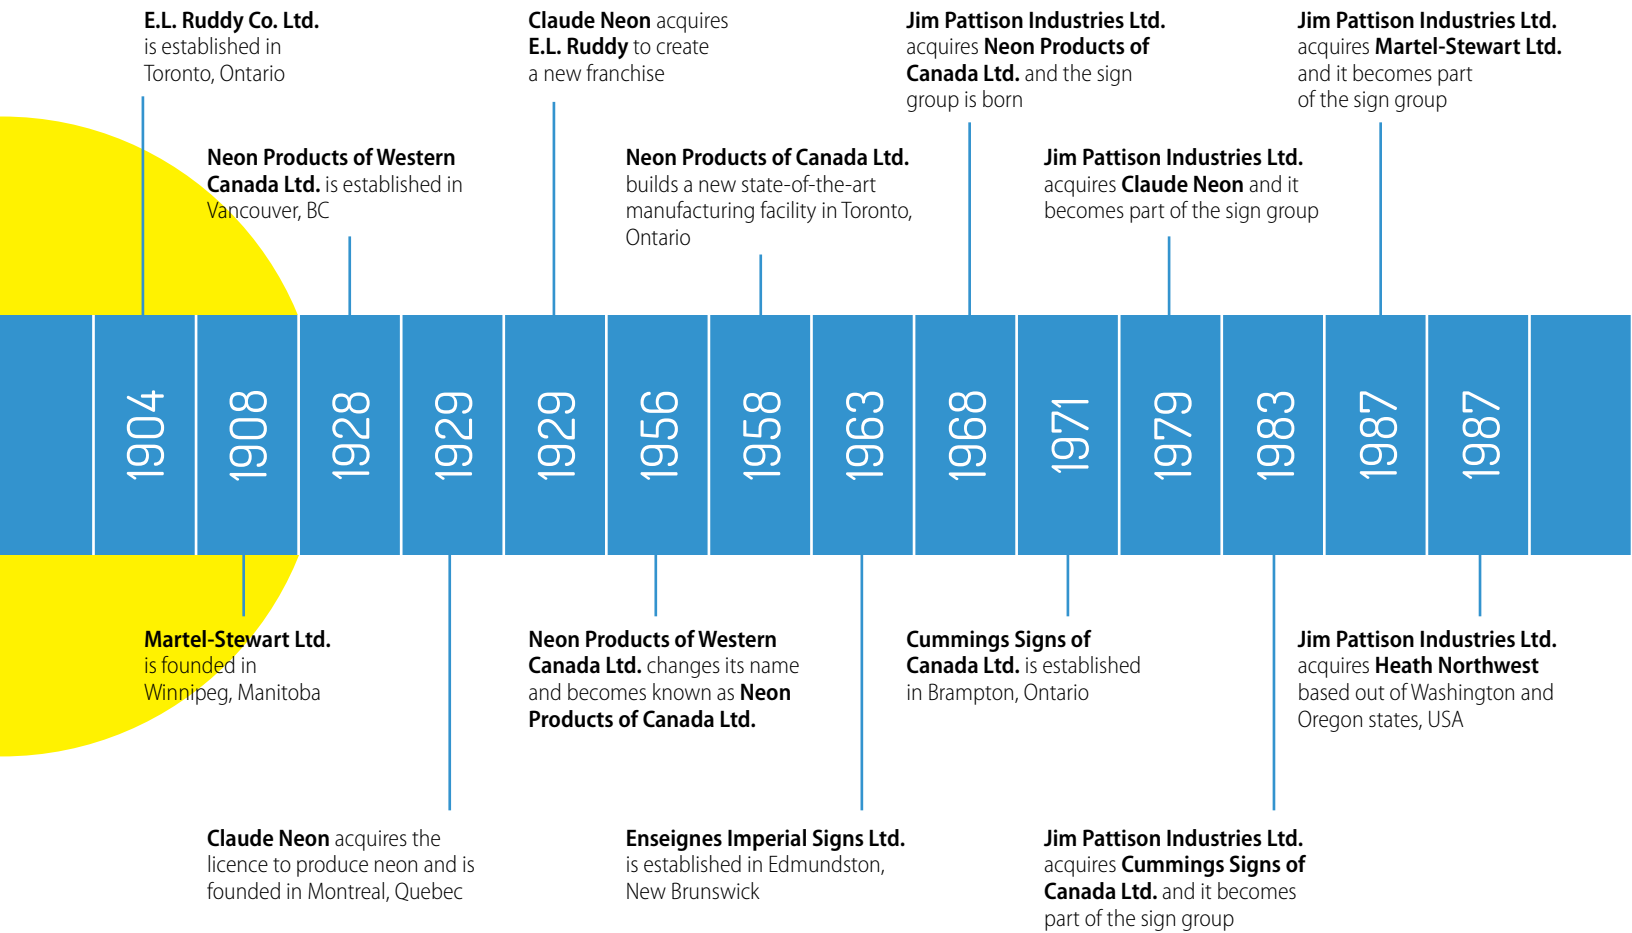 E.L. Ruddy Co. Ltd.
is established in
Toronto, Ontario
Claude Neon acquires
E.L. Ruddy to create
a new franchise
Jim Pattison Industries Ltd.
acquires Neon Products of
Canada Ltd. and the sign
group is born
Jim Pattison Industries Ltd.
acquires Martel-Stewart Ltd.
and it becomes part
of the sign group
Neon Products of Western
Canada Ltd. is established in
Vancouver, BC
Neon Products of Canada Ltd.
builds a new state-of-the-art
manufacturing facility in Toronto,
Ontario
Jim Pattison Industries Ltd.
acquires Claude Neon and it
becomes part of the sign group
1904
1908
1928
1929
1929
1956
1958
1963
1968
1971
1979
1983
1987
1987
Martel-Stewart Ltd.
is founded in
Winnipeg, Manitoba
Neon Products of Western
Canada Ltd. changes its name
and becomes known as Neon
Products of Canada Ltd.
Cummings Signs of
Canada Ltd. is established
in Brampton, Ontario
Jim Pattison Industries Ltd.
acquires Heath Northwest
based out of Washington and
Oregon states, USA
Claude Neon acquires the
licence to produce neon and is
founded in Montreal, Quebec
Enseignes Imperial Signs Ltd.
is established in Edmundston,
New Brunswick
Jim Pattison Industries Ltd.
acquires Cummings Signs of
Canada Ltd. and it becomes
part of the sign group